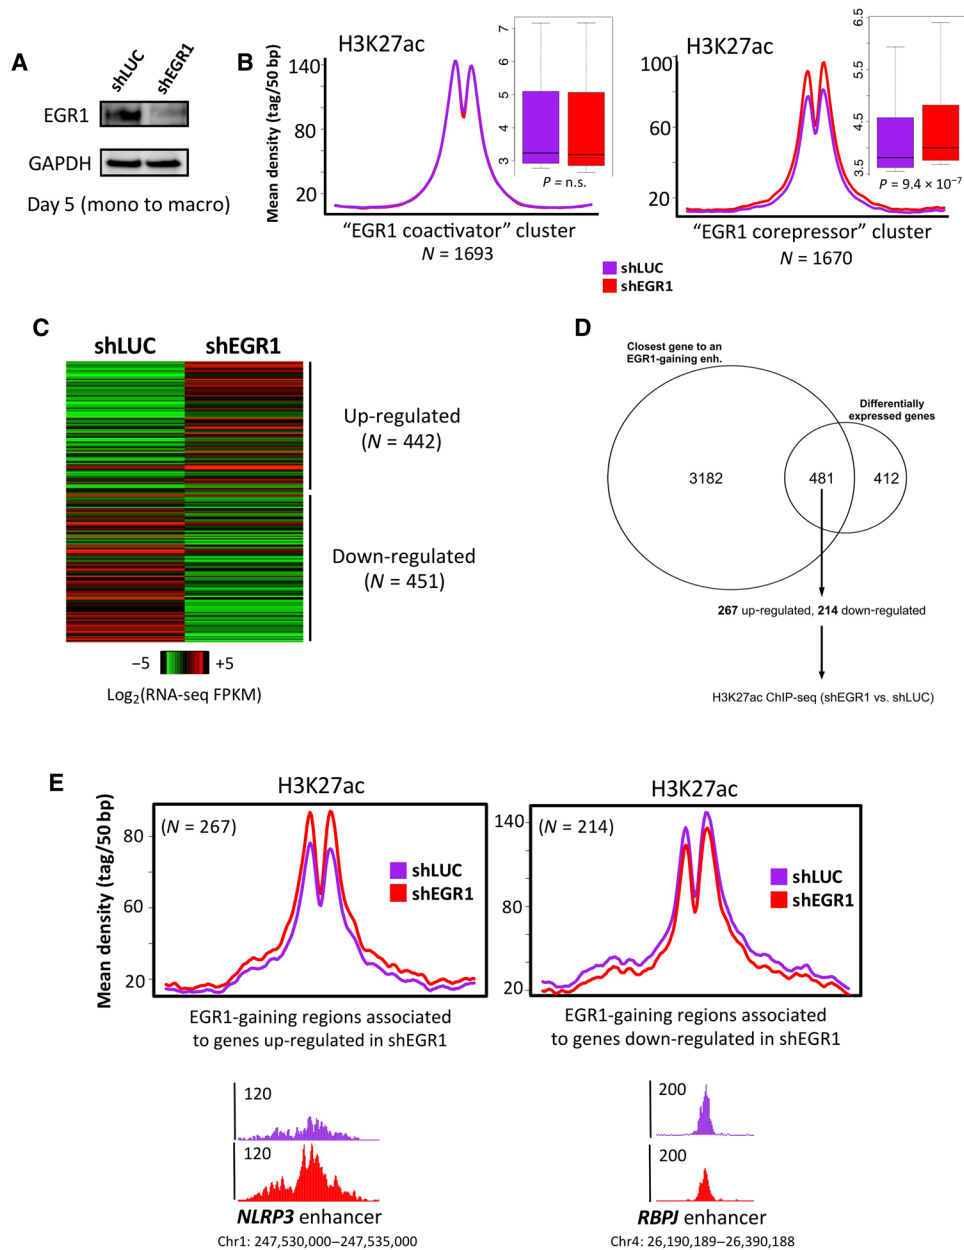 A
shLUC
shEGR1
EGR1
GAPDH
Day 5 (mono to macro)
B
Mean density (tag/50 bp)
H3K27ac
140
80
20
7
6
5
4
3
P = n.s.
"EGR1 coactivator" cluster
N = 1693
H3K27ac
100
60
20
6.5
5.5
4.5
3.5
P = 9.4 × 10⁻⁷
"EGR1 corepressor" cluster
N = 1670
shLUC
shEGR1
C
shLUC
shEGR1
Up-regulated
(N = 442)
Down-regulated
(N = 451)
−5
+5
Log₂(RNA-seq FPKM)
D
Closest gene to an
EGR1-gaining enh.
Differentially
expressed genes
3182
481
412
267 up-regulated, 214 down-regulated
H3K27ac ChIP-seq (shEGR1 vs. shLUC)
E
Mean density (tag/50 bp)
H3K27ac
80
60
20
(N = 267)
shLUC
shEGR1
EGR1-gaining regions associated
to genes up-regulated in shEGR1
H3K27ac
140
80
20
(N = 214)
shLUC
shEGR1
EGR1-gaining regions associated
to genes down-regulated in shEGR1
120
120
NLRP3 enhancer
Chr1: 247,530,000–247,535,000
200
200
RBPJ enhancer
Chr4: 26,190,189–26,390,188